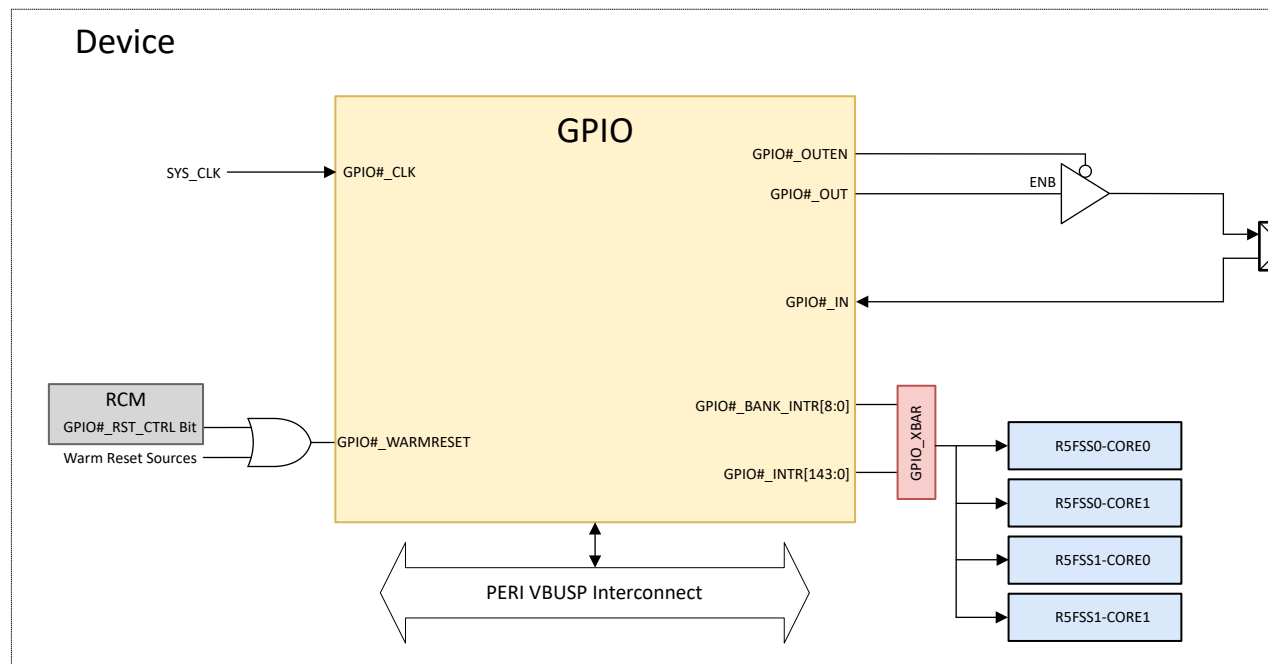 Device
GPIO
SYS_CLK
GPIO#_CLK
GPIO#_OUTEN
GPIO#_OUT
ENB
GPIO#_IN
RCM
GPIO#_RST_CTRL Bit
Warm Reset Sources
GPIO#_WARMRESET
GPIO#_BANK_INTR[8:0]
GPIO#_INTR[143:0]
GPIO_XBAR
R5FSS0-CORE0
R5FSS0-CORE1
R5FSS1-CORE0
R5FSS1-CORE1
PERI VBUSP Interconnect